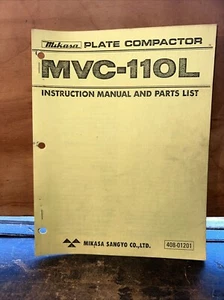 Mikasa PLATE COMPACTOR
MVC-110L
INSTRUCTION MANUAL AND PARTS LIST
MIKASA SANGYO CO.,LTD.
408-01201